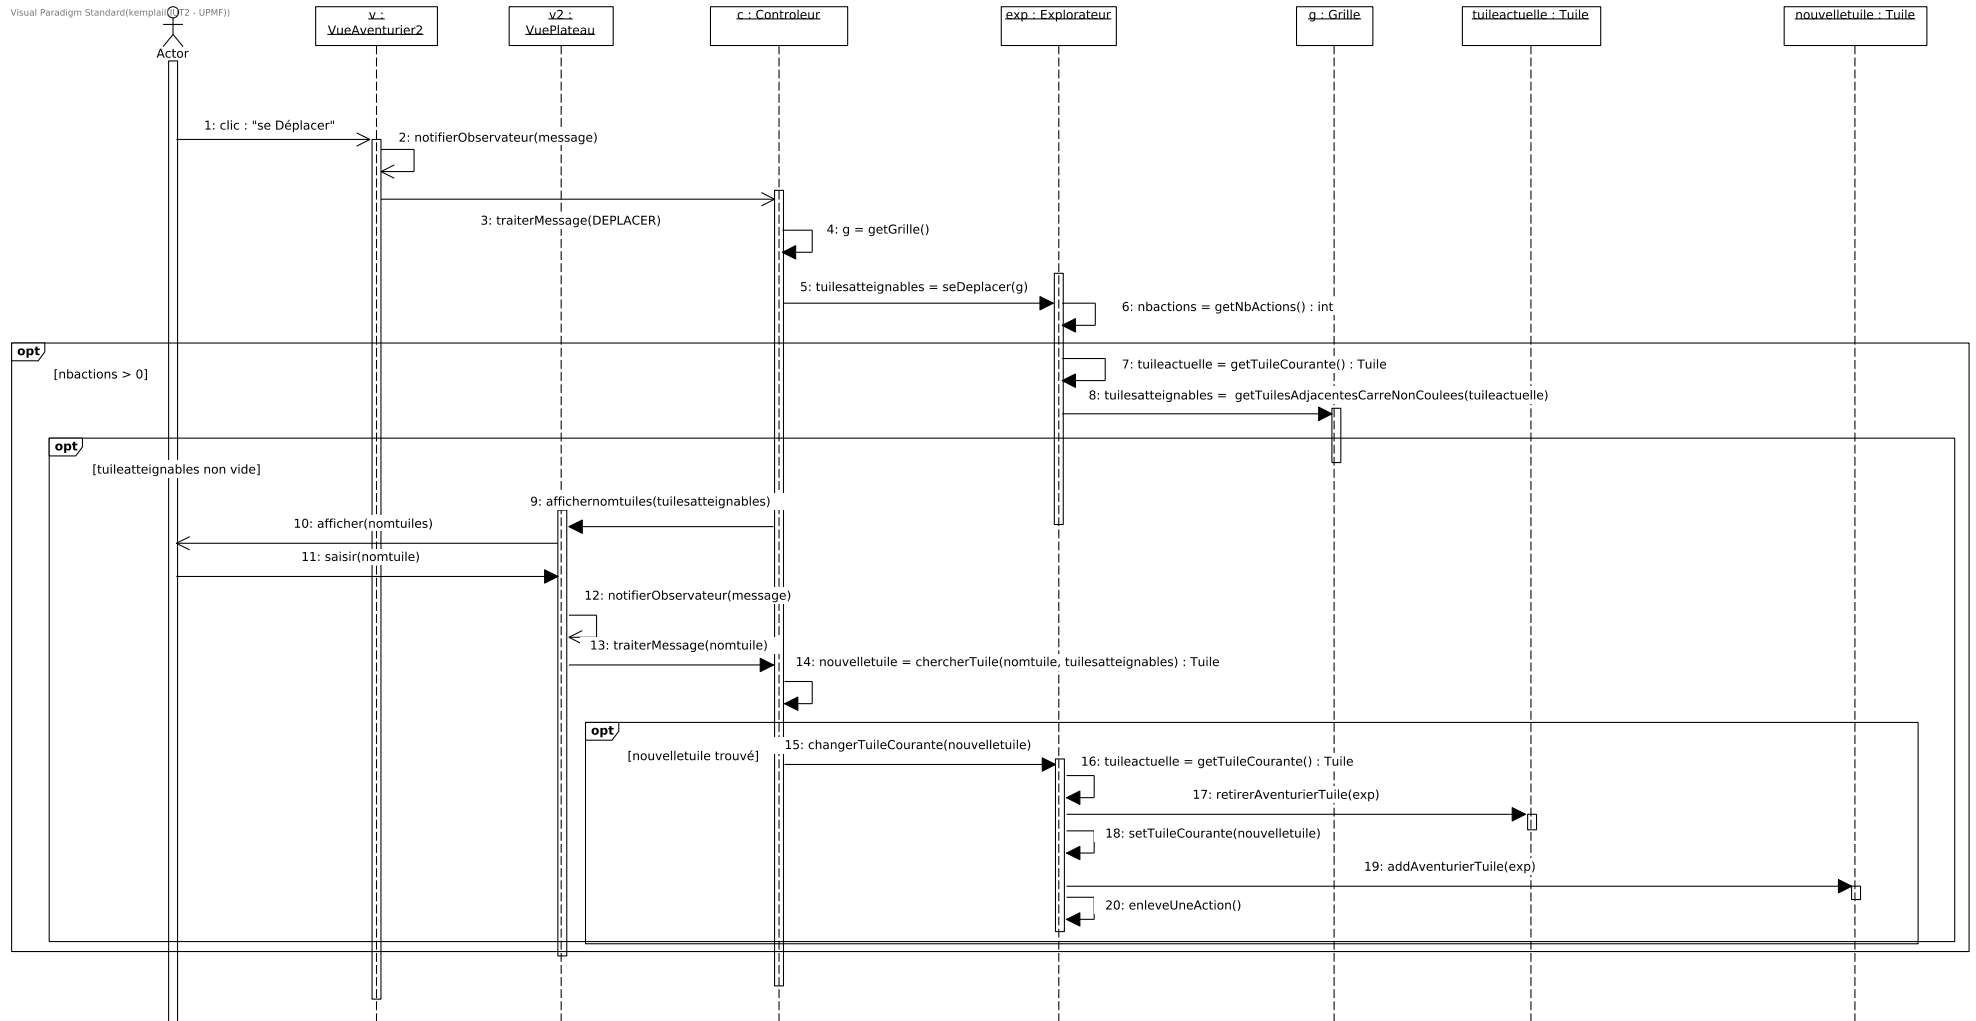 Visual Paradigm Standard(kemplail(IUT2 - UPMF))
Actor
v :
VueAventurier2
v2 :
VuePlateau
c : Controleur
exp : Explorateur
g : Grille
tuileactuelle : Tuile
nouvelletuile : Tuile
1: clic : "se Déplacer"
2: notifierObservateur(message)
3: traiterMessage(DEPLACER)
4: g = getGrille()
5: tuilesatteignables = seDeplacer(g)
6: nbactions = getNbActions() : int
opt
[nbactions > 0]
7: tuileactuelle = getTuileCourante() : Tuile
8: tuilesatteignables =  getTuilesAdjacentesCarreNonCoulees(tuileactuelle)
opt
[tuileatteignables non vide]
9: affichernomtuiles(tuilesatteignables)
10: afficher(nomtuiles)
11: saisir(nomtuile)
12: notifierObservateur(message)
13: traiterMessage(nomtuile)
14: nouvelletuile = chercherTuile(nomtuile, tuilesatteignables) : Tuile
opt
[nouvelletuile trouvé]
15: changerTuileCourante(nouvelletuile)
16: tuileactuelle = getTuileCourante() : Tuile
17: retirerAventurierTuile(exp)
18: setTuileCourante(nouvelletuile)
19: addAventurierTuile(exp)
20: enleveUneAction()